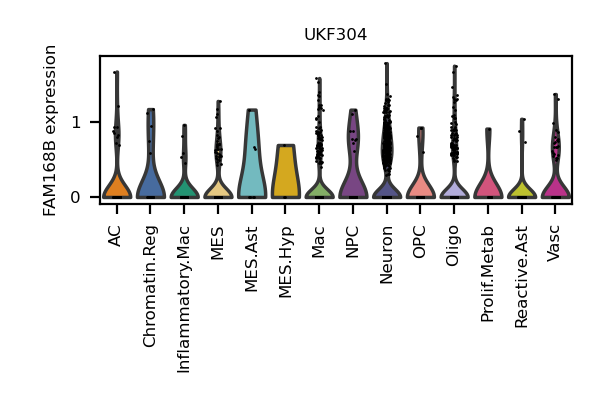 UKF304
FAM168B expression
1
0
AC
Chromatin.Reg
Inflammatory.Mac
MES
MES.Ast
MES.Hyp
Mac
NPC
Neuron
OPC
Oligo
Prolif.Metab
Reactive.Ast
Vasc